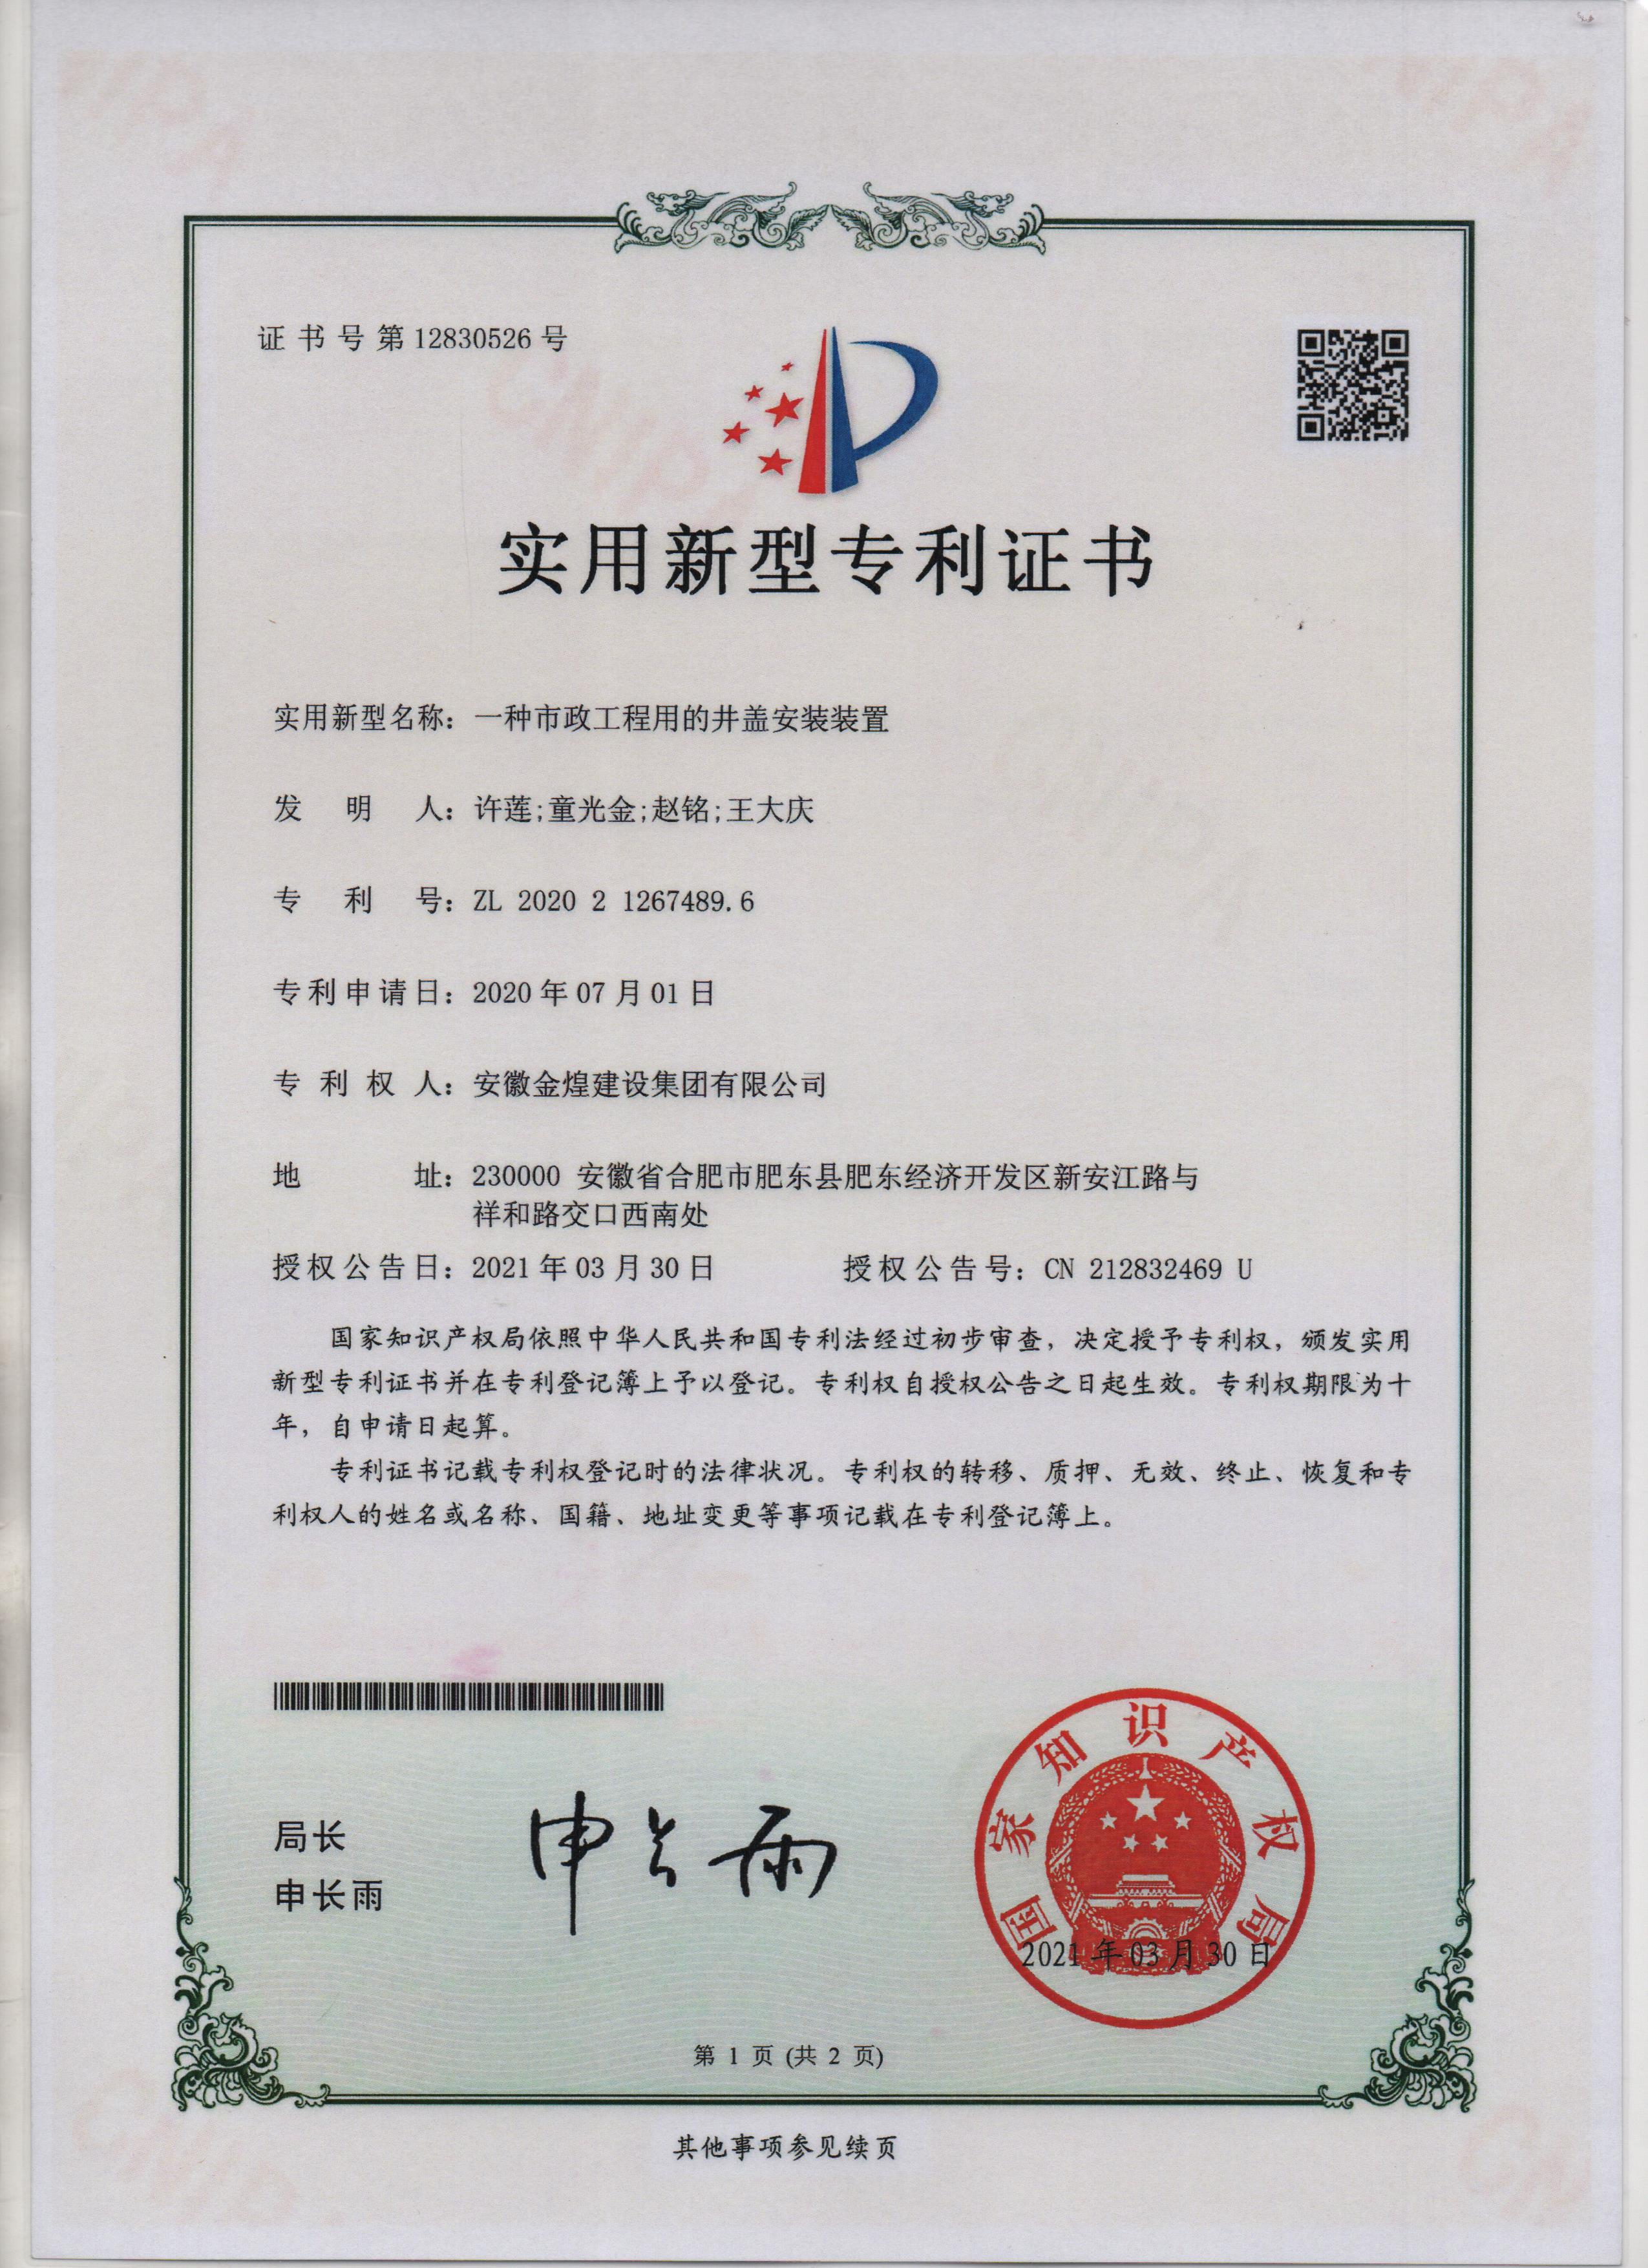 证书号第12830526号
实用新型专利证书
实用新型名称：一种市政工程用的井盖安装装置
发明人：许莲;童光金;赵铭;王大庆
专利号：ZL 2020 2 1267489.6
专利申请日：2020年07月01日
专利权人：安徽金煌建设集团有限公司
地址：230000 安徽省合肥市肥东县肥东经济开发区新安江路与
祥和路交口西南处
授权公告日：2021年03月30日 授权公告号：CN 212832469 U
国家知识产权局依照中华人民共和国专利法经过初步审查，决定授予专利权，颁发实用
新型专利证书并在专利登记簿上予以登记。专利权自授权公告之日起生效。专利权期限为十
年，自申请日起算。
专利证书记载专利权登记时的法律状况。专利权的转移、质押、无效、终止、恢复和专
利权人的姓名或名称、国籍、地址变更等事项记载在专利登记簿上。
局长
申长雨
申长雨
国家知识产权局
2021年03月30日
第 1 页 (共 2 页)
其他事项参见续页